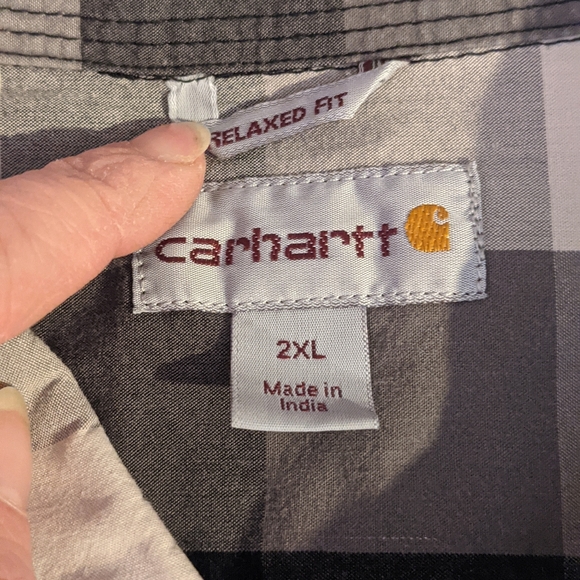 RELAXED FIT
carhartt
2XL
Made in
India